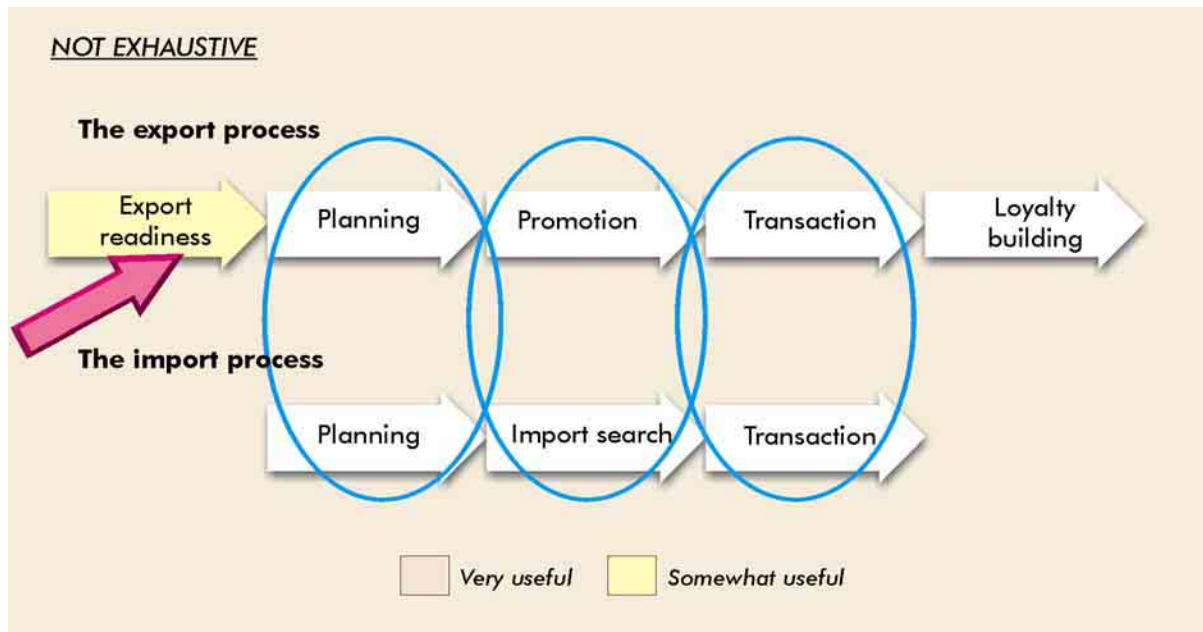 NOT EXHAUSTIVE
The export process
Export
readiness
Planning
Promotion
Transaction
Loyalty
building
The import process
Planning
Import search
Transaction
Very useful
Somewhat useful